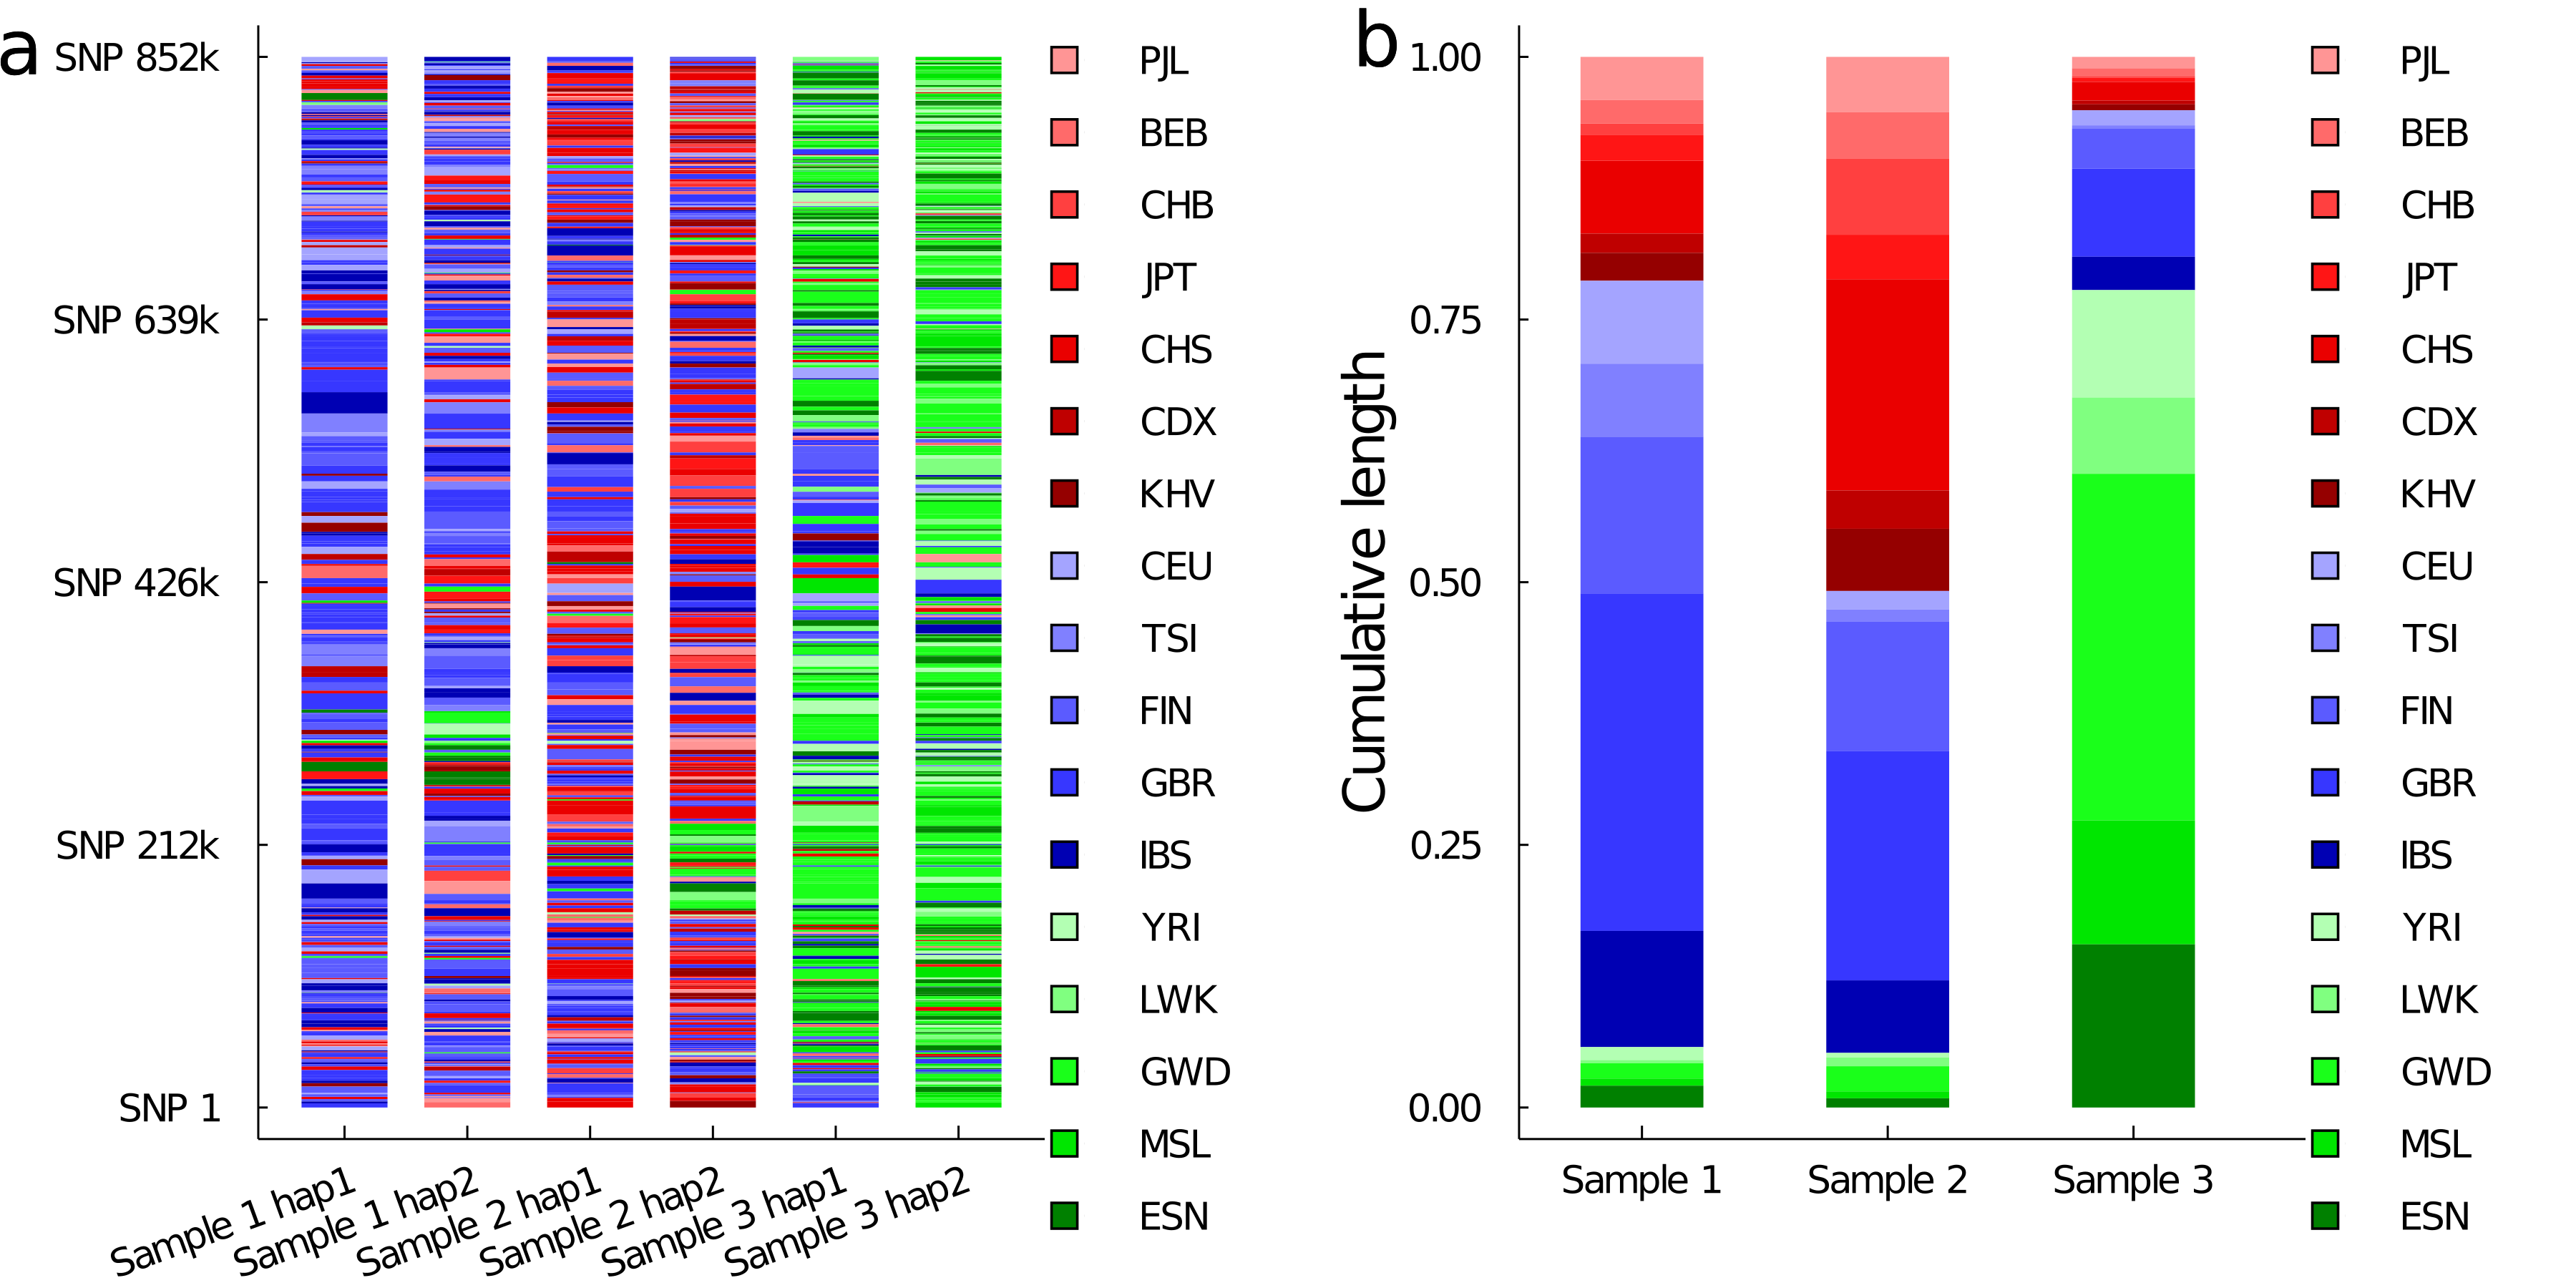 a
SNP 852k
SNP 639k
SNP 426k
SNP 212k
SNP 1
Sample 1 hap1
Sample 1 hap2
Sample 2 hap1
Sample 2 hap2
Sample 3 hap1
Sample 3 hap2
PJL
BEB
CHB
JPT
CHS
CDX
KHV
CEU
TSI
FIN
GBR
IBS
YRI
LWK
GWD
MSL
ESN
b
Cumulative length
1.00
0.75
0.50
0.25
0.00
Sample 1
Sample 2
Sample 3
PJL
BEB
CHB
JPT
CHS
CDX
KHV
CEU
TSI
FIN
GBR
IBS
YRI
LWK
GWD
MSL
ESN